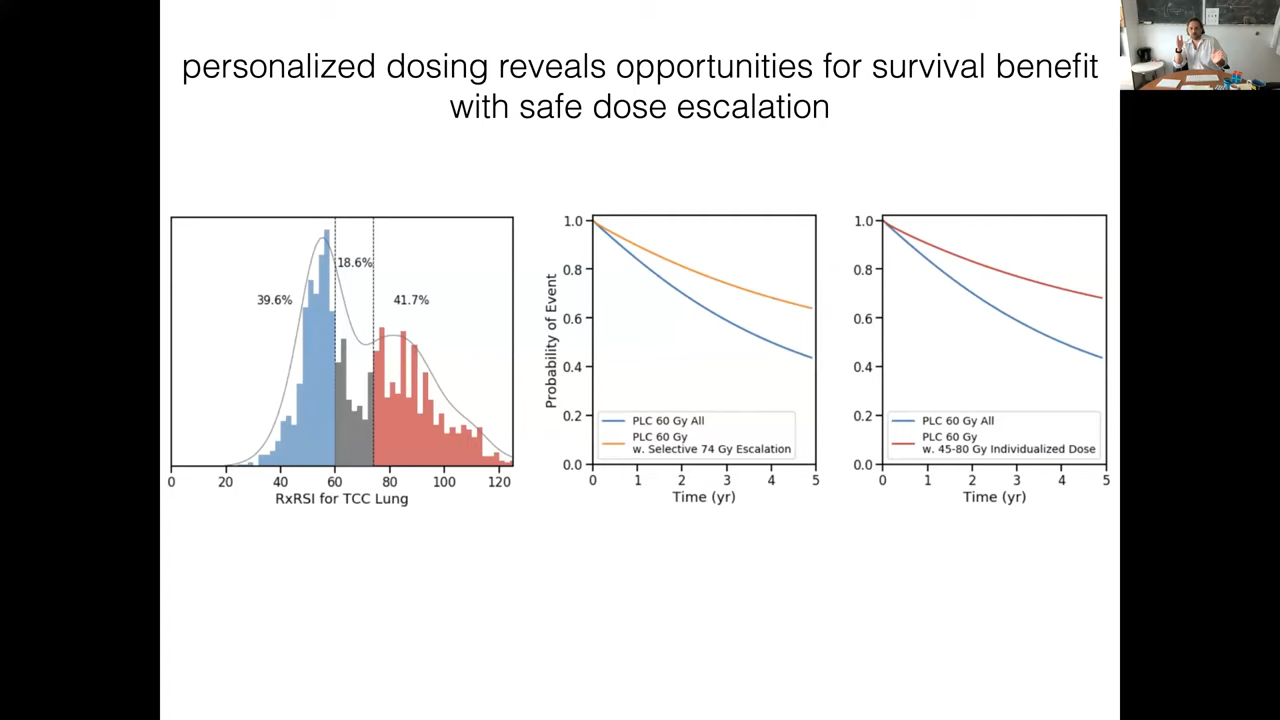 personalized dosing reveals opportunities for survival benefit
with safe dose escalation
39.6%
18.6%
41.7%
0
20
40
60
80
100
120
RxRSI for TCC Lung
Probability of Event
1.0
0.8
0.6
0.4
0.2
0.0
PLC 60 Gy All
PLC 60 Gy
w. Selective 74 Gy Escalation
0
1
2
3
4
5
Time (yr)
1.0
0.8
0.6
0.4
0.2
0.0
PLC 60 Gy All
PLC 60 Gy
w. 45-80 Gy Individualized Dose
0
1
2
3
4
5
Time (yr)